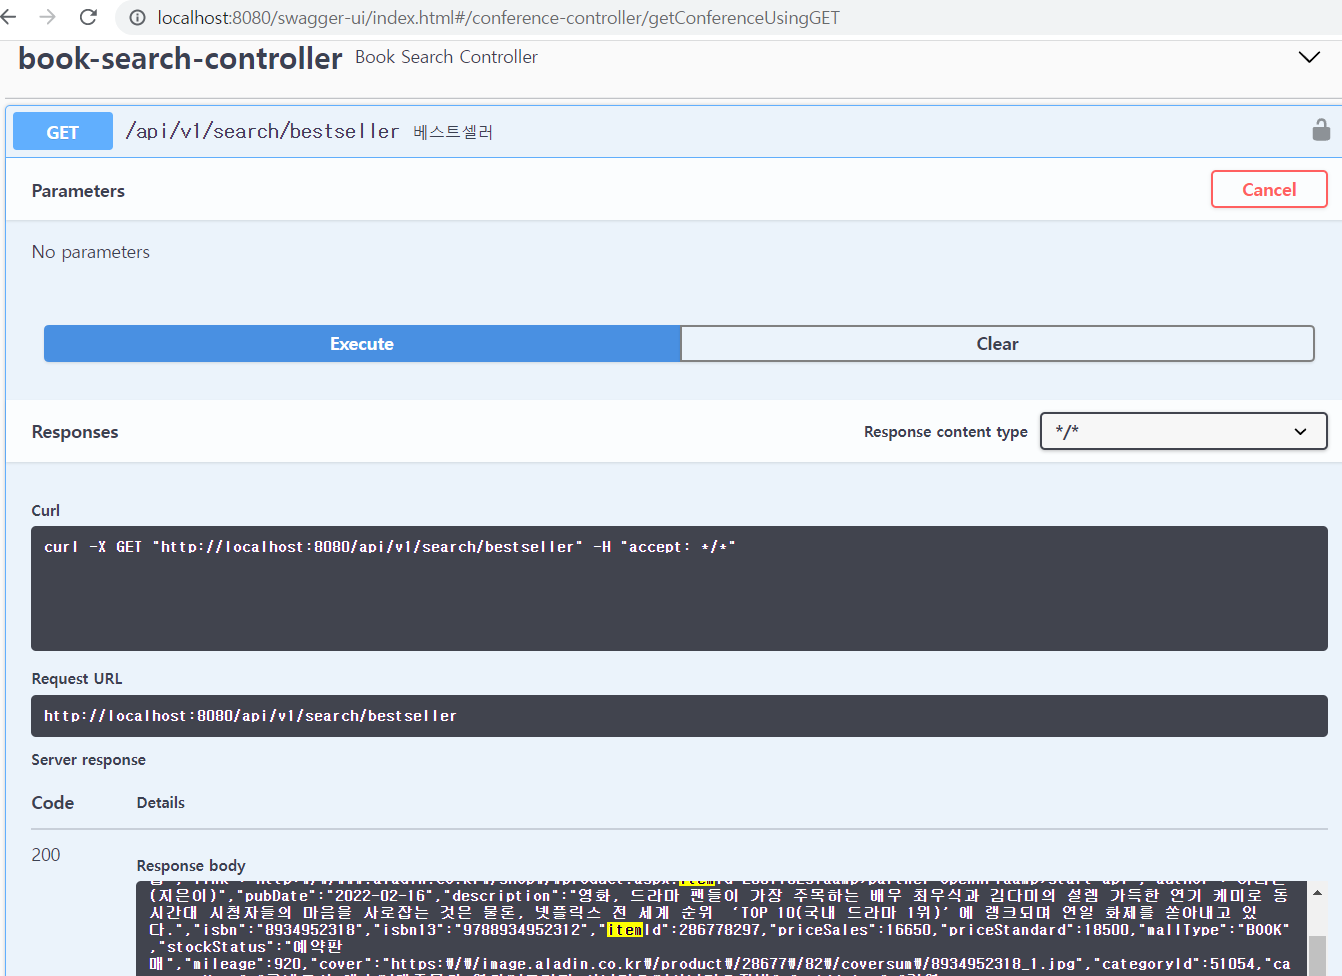 localhost:8080/swagger-ui/index.html#/conference-controller/getConferenceUsingGET
book-search-controller Book Search Controller
GET /api/v1/search/bestseller 베스트셀러
Parameters Cancel
No parameters
Execute Clear
Responses Response content type */*
Curl
curl -X GET "http://localhost:8080/api/v1/search/bestseller" -H "accept: */*"
Request URL
http://localhost:8080/api/v1/search/bestseller
Server response
Code Details
200
Response body
(지은이)","pubDate":"2022-02-16","description":"영화, 드라마 팬들이 가장 주목하는 배우 최우식과 김다미의 설렘 가득한 연기 케미로 동
시간대 시청자들의 마음을 사로잡는 것은 물론, 넷플릭스 전 세계 순위 ‘TOP 10(국내 드라마 1위)’에 랭크되며 연일 화제를 쏟아내고 있
다.","isbn":"8934952318","isbn13":"9788934952312","itemId":286778297,"priceSales":16650,"priceStandard":18500,"mallType":"BOOK"
,"stockStatus":"예약판
매","mileage":920,"cover":"https:₩/₩/image.aladin.co.kr₩/product₩/28677₩/82₩/coversum₩/8934952318_1.jpg","categoryId":51054,"ca